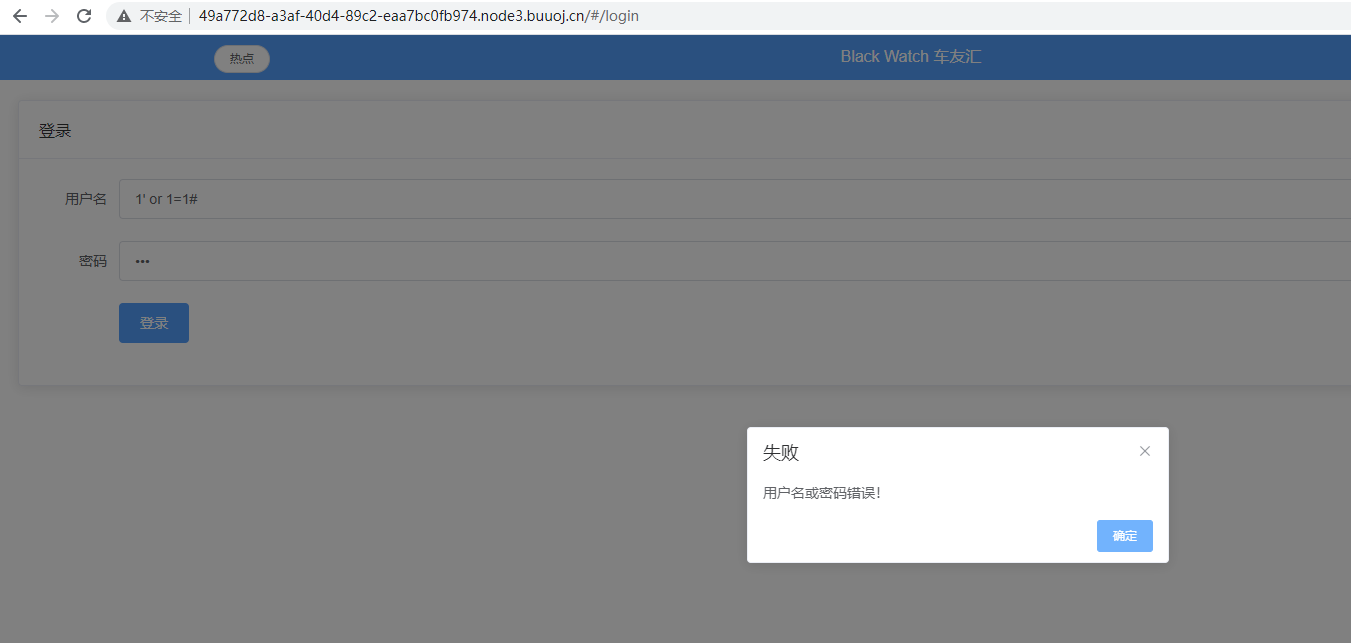 不安全 49a772d8-a3af-40d4-89c2-eaa7bc0fb974.node3.buuoj.cn/#/login
热点 Black Watch 车友汇
登录
用户名 1' or 1=1#
密码 •••
登录
失败
用户名或密码错误!
确定